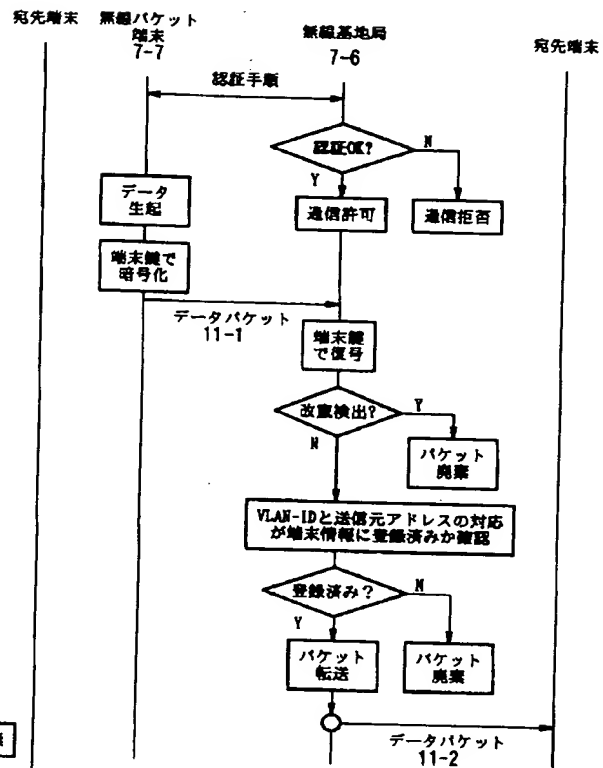 宛先端末
無線パケット
端末
7-7
無線基地局
7-6
宛先端末
認証手順
認証OK?
N
Y
データ
生起
通信許可
通信拒否
端末鍵で
暗号化
データパケット
11-1
端末鍵
で復号
改竄検出?
Y
N
パケット
廃棄
VLAN-IDと送信元アドレスの対応
が端末情報に登録済みか確認
登録済み?
N
Y
パケット
転送
パケット
廃棄
データパケット
11-2